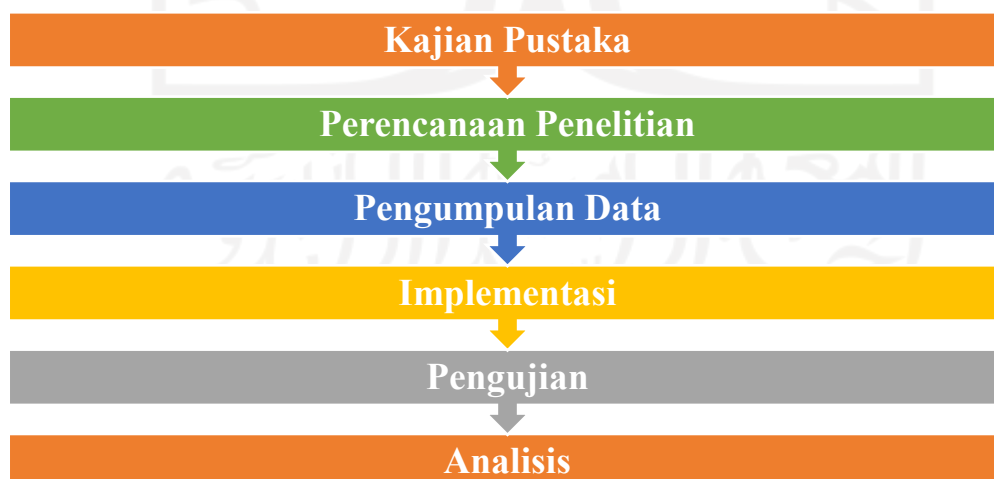 Kajian Pustaka
Perencanaan Penelitian
Pengumpulan Data
Implementasi
Pengujian
Analisis